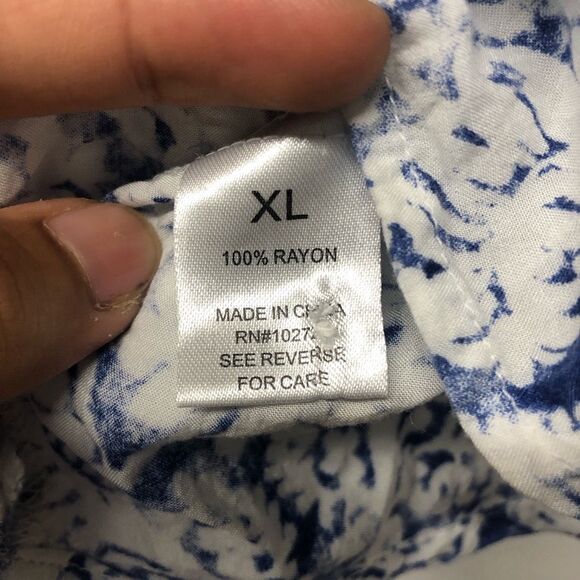 XL
100% RAYON
MADE IN
SEE REVERSE
FOR CARE